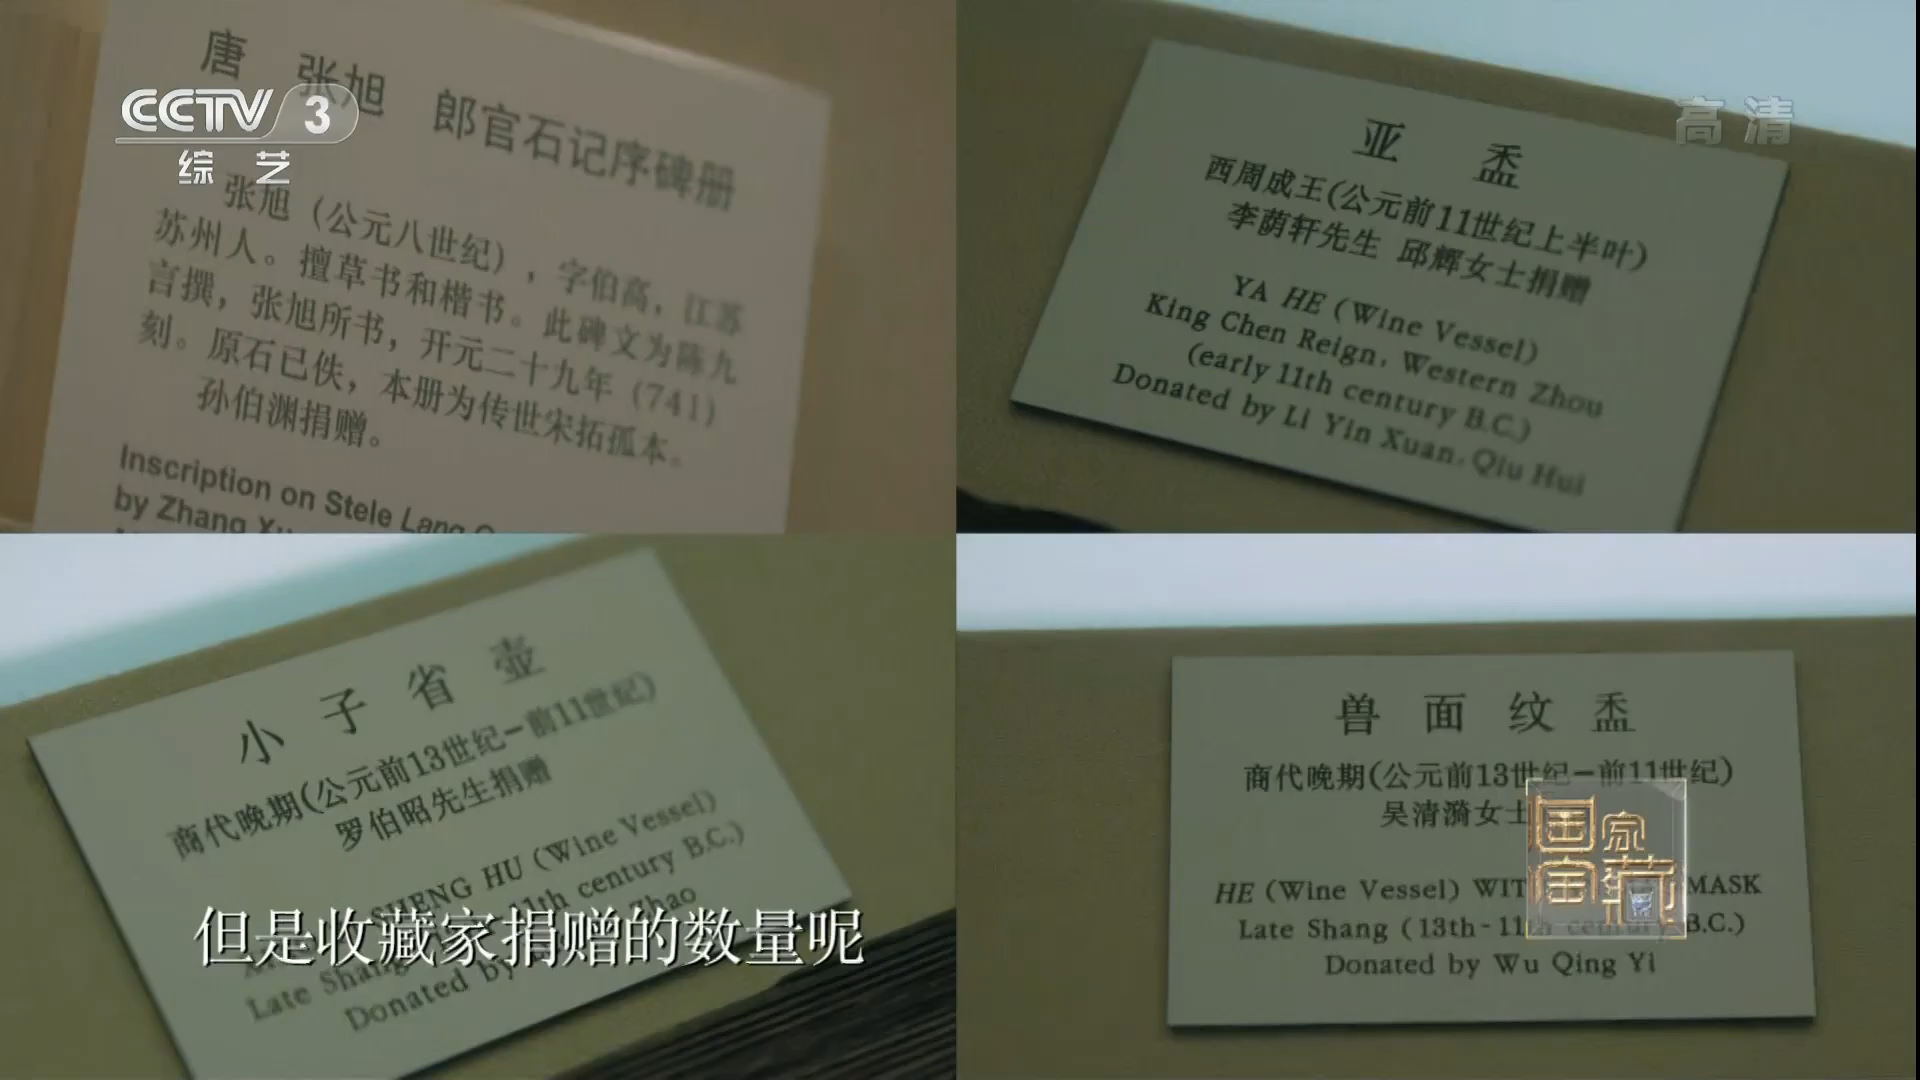 唐 张旭 郎官石记序碑册
张旭（公元八世纪），字伯高，江苏
苏州人。擅草书和楷书。此碑文为陈九
言撰，张旭所书，开元二十九年（741）
刻。原石已佚，本册为传世宋拓孤本。
孙伯渊捐赠。
Inscription on Stele Lang
by Zhang Xu
CCTV 3
综艺
亚 盉
西周成王(公元前11世纪上半叶)
李荫轩先生 邱辉女士捐赠
YA HE (Wine Vessel)
King Chen Reign, Western Zhou
(early 11th century B.C.)
Donated by Li Yin Xuan, Qiu Hui
高清
小子省壶
商代晚期(公元前13世纪-前11世纪)
罗伯昭先生捐赠
SHENG HU (Wine Vessel)
Late Shang 11th century B.C.)
Donated by Zhao
但是收藏家捐赠的数量呢
兽面纹盉
商代晚期(公元前13世纪-前11世纪)
吴清漪女士
HE (Wine Vessel) WIT MASK
Late Shang (13th-11th century B.C.)
Donated by Wu Qing Yi
国家宝藏